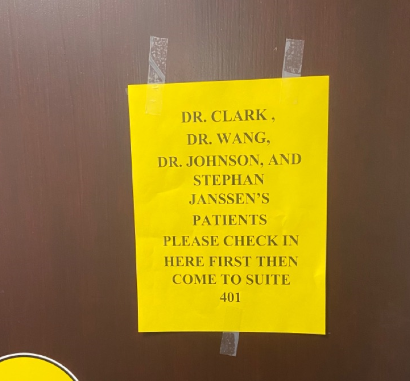 DR. CLARK ,
DR. WANG,
DR. JOHNSON, AND
STEPHAN
JANSSEN'S
PATIENTS
PLEASE CHECK IN
HERE FIRST THEN
COME TO SUITE
401